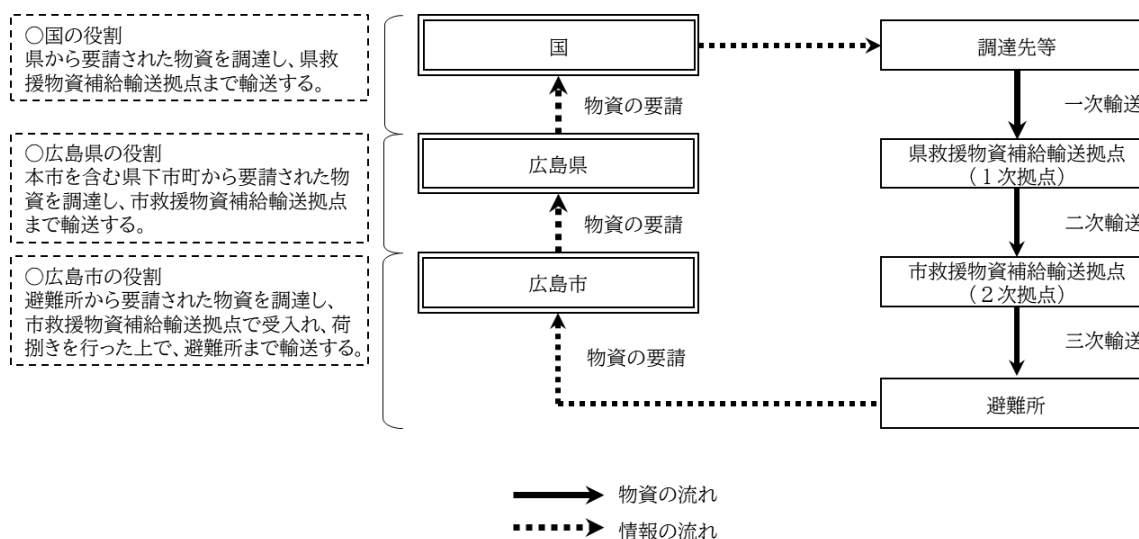 ○国の役割
県から要請された物資を調達し、県救
援物資補給輸送拠点まで輸送する。
○広島県の役割
本市を含む県下市町から要請された物
資を調達し、市救援物資補給輸送拠点
まで輸送する。
○広島市の役割
避難所から要請された物資を調達し、
市救援物資補給輸送拠点で受入れ、荷
捌きを行った上で、避難所まで輸送する。
国
物資の要請
広島県
物資の要請
広島市
物資の要請
調達先等
一次輸送
県救援物資補給輸送拠点
（１次拠点）
二次輸送
市救援物資補給輸送拠点
（２次拠点）
三次輸送
避難所
物資の流れ
情報の流れ